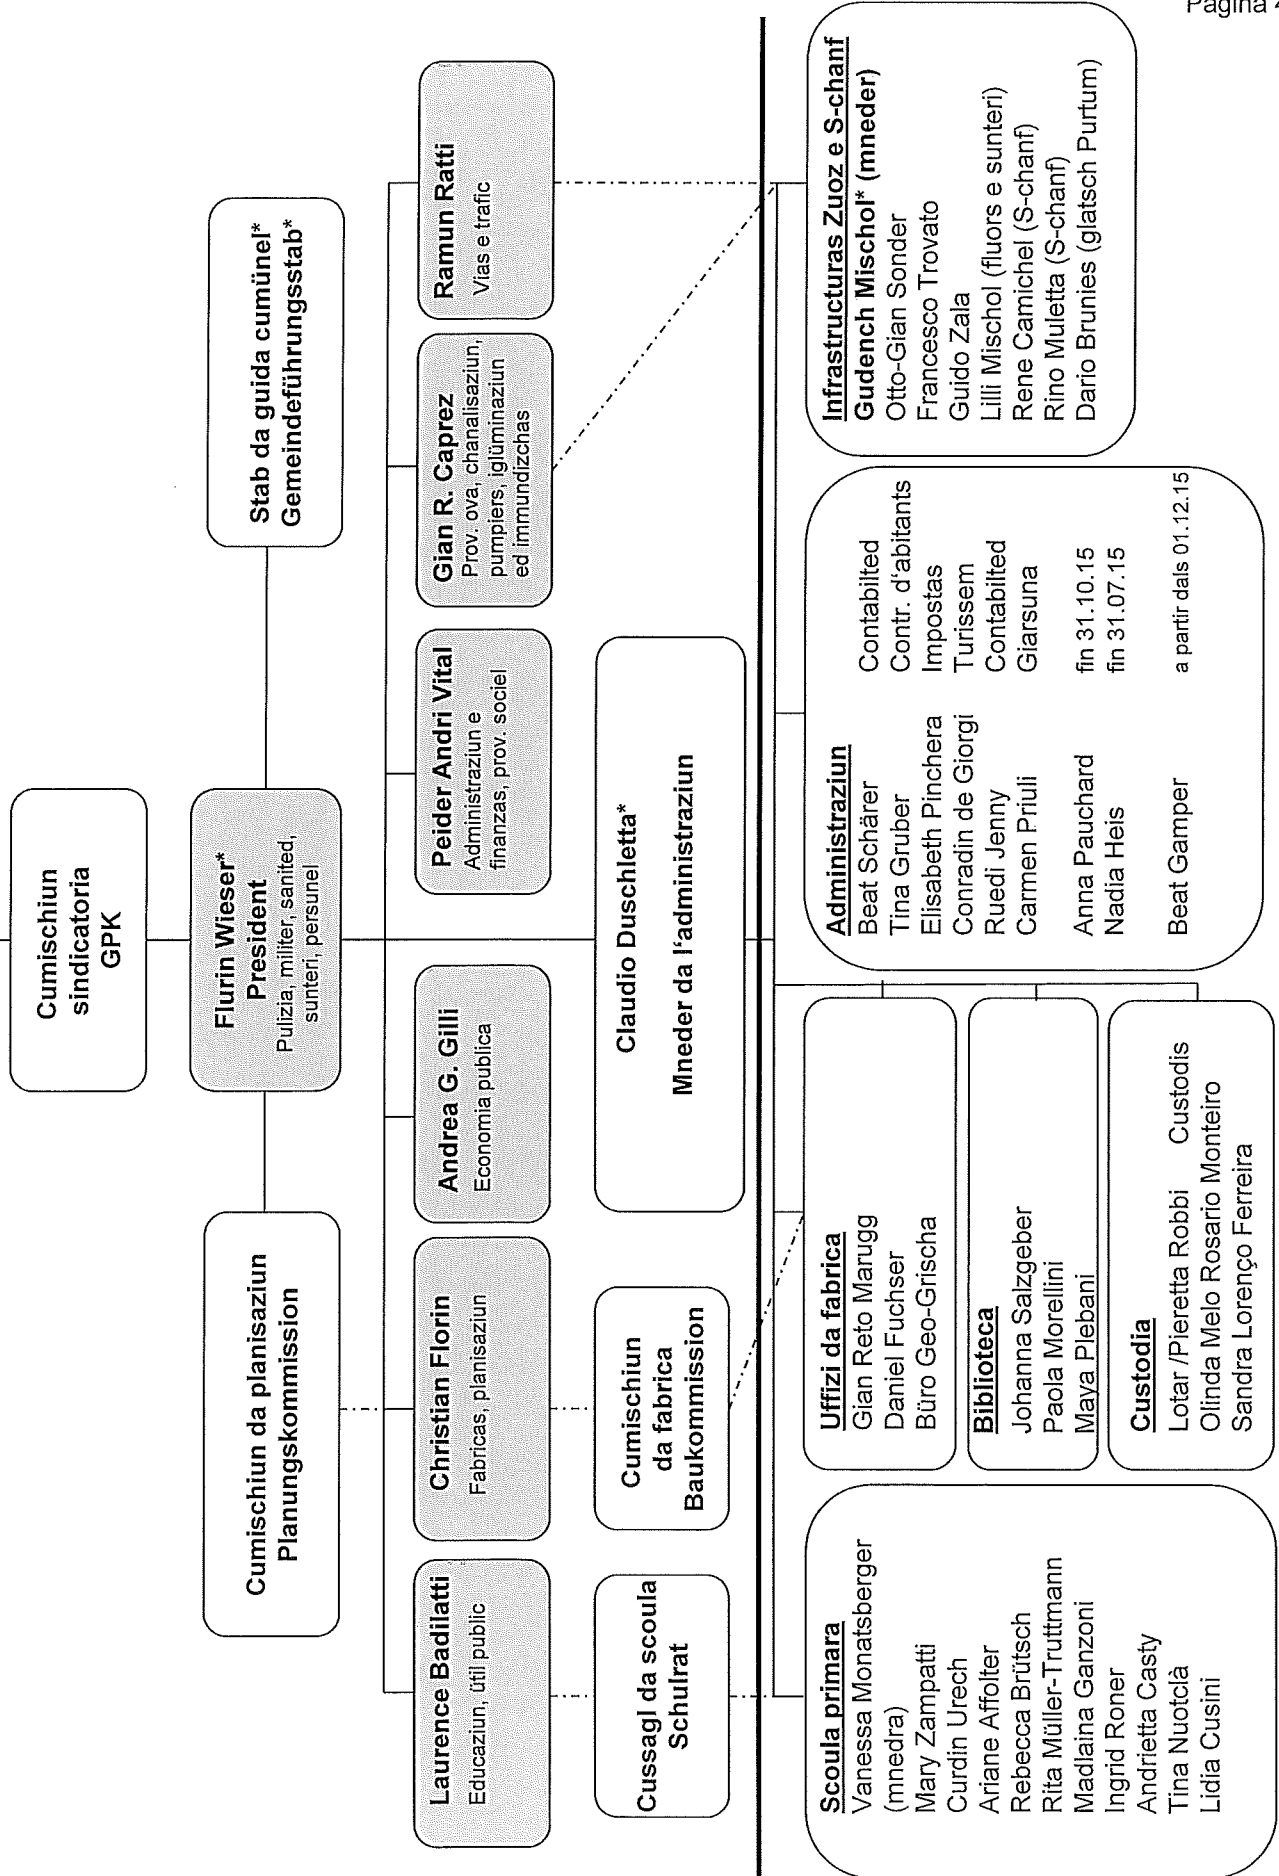 Pagina 4
Cumischiun
sindicatoria
GPK
Cumischiun da planisaziun
Planungskommission
Flurin Wieser*
President
Pulizia, militer, sanited,
sunteri, persunel
Stab da guida cumünel*
Gemeindeführungsstab*
Laurence Badilatti
Educaziun, ütil public
Christian Florin
Fabricas, planisaziun
Andrea G. Gilli
Economia publica
Peider Andri Vital
Administraziun e
finanzas, prov. sociel
Gian R. Caprez
Prov. ova, chanalisaziun,
pumpiers, iglüminaziun
ed immundizchas
Ramun Ratti
Vias e trafic
Cussagl da scoula
Schulrat
Cumischiun
da fabrica
Baukommission
Claudio Duschletta*
Mneder da l'administraziun
Scoula primara
Vanessa Monatsberger
(mnedra)
Mary Zampatti
Curdin Urech
Ariane Affolter
Rebecca Brütsch
Rita Müller-Truttmann
Madlaina Ganzoni
Ingrid Roner
Andrietta Casty
Tina Nuotclà
Lidia Cusini
Uffizi da fabrica
Gian Reto Marugg
Daniel Fuchser
Büro Geo-Grischa
Biblioteca
Johanna Salzgeber
Paola Morellini
Maya Plebani
Custodia
Lotar /Pieretta Robbi Custodis
Olinda Melo Rosario Monteiro
Sandra Lorenço Ferreira
Administraziun
Beat Schärer Contabilted
Tina Gruber Contr. d'abitants
Elisabeth Pinchera Impostas
Conradin de Giorgi Turissem
Ruedi Jenny Contabilted
Carmen Priuli Giarsuna
Anna Pauchard fin 31.10.15
Nadia Heis fin 31.07.15
Beat Gamper a partir dals 01.12.15
Infrastructuras Zuoz e S-chanf
Gudench Mischol* (mneder)
Otto-Gian Sonder
Francesco Trovato
Guido Zala
Lilli Mischol (fluors e sunteri)
Rene Camichel (S-chanf)
Rino Muletta (S-chanf)
Dario Brunies (glatsch Purtum)